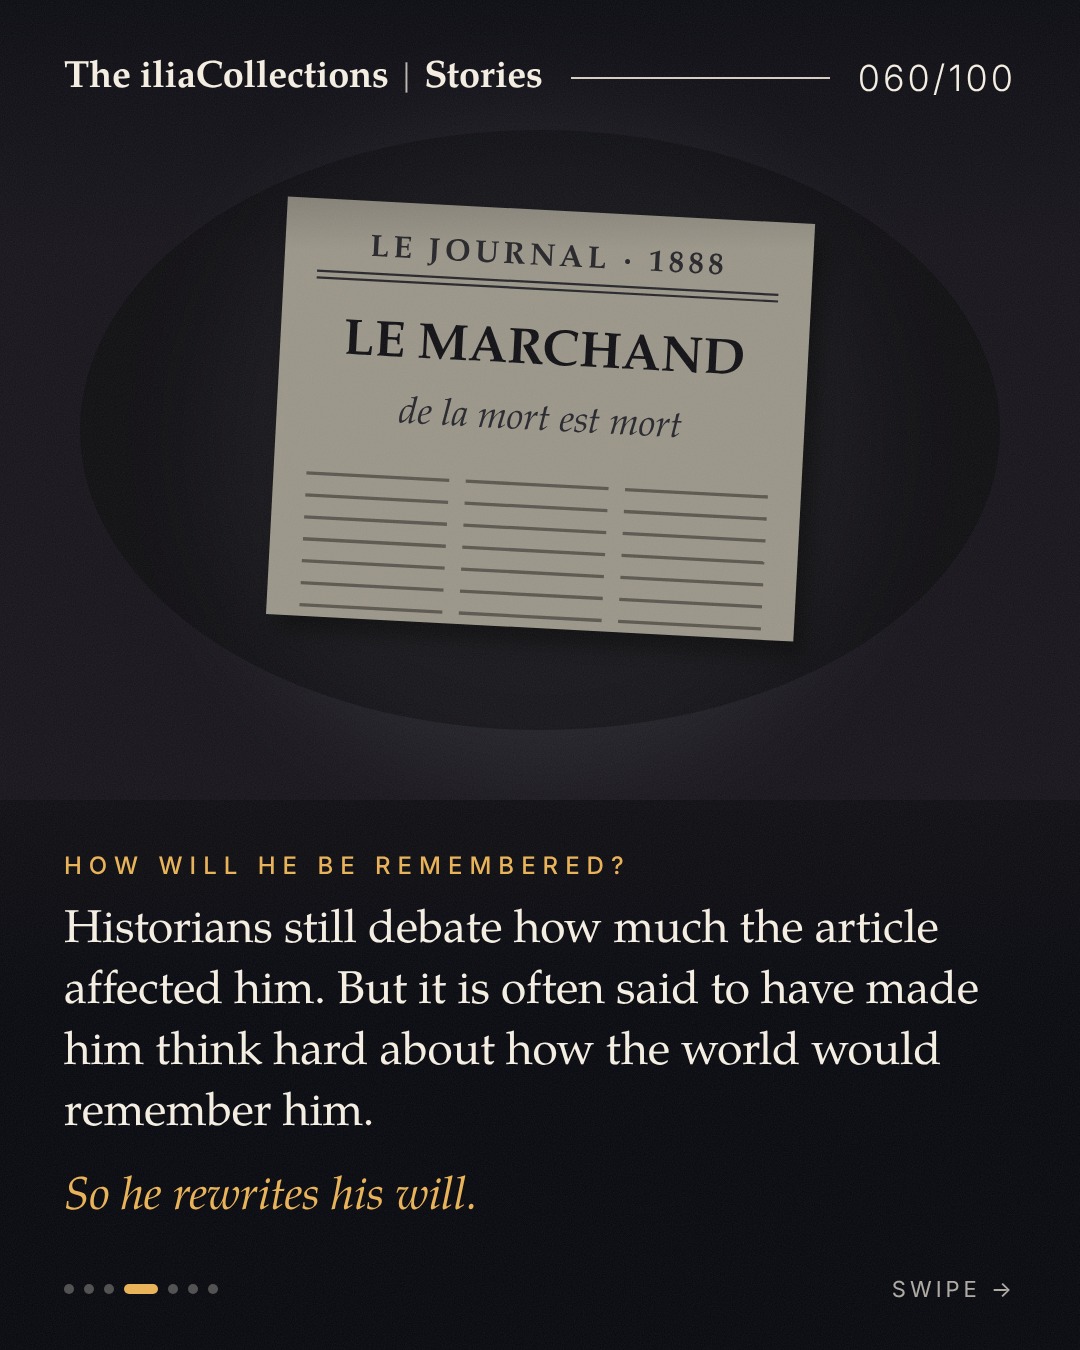 The iliaCollections | Stories
060/100
LE JOURNAL · 1888
LE MARCHAND
de la mort est mort
HOW WILL HE BE REMEMBERED?
Historians still debate how much the article
affected him. But it is often said to have made
him think hard about how the world would
remember him.
So he rewrites his will.
SWIPE →